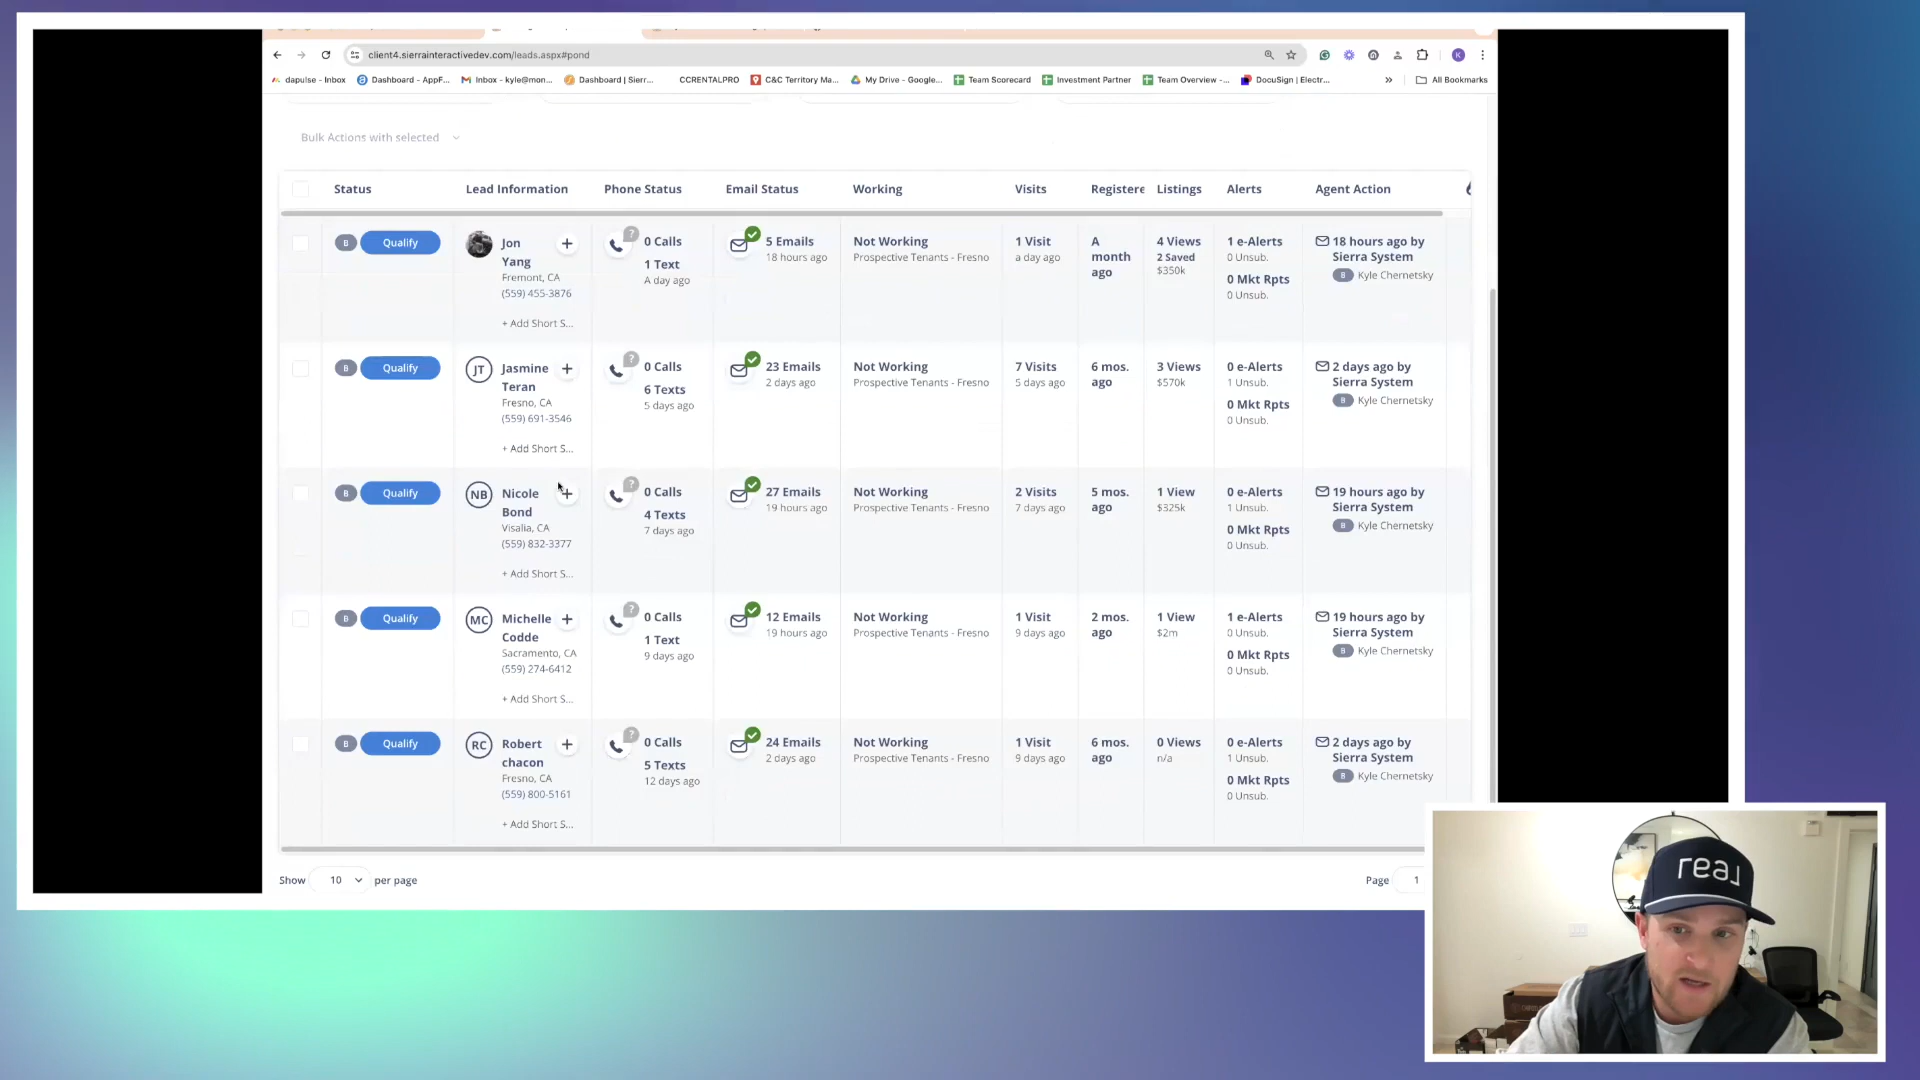 client4.sierrainteractivedev.com/leads.aspx#pond
dapulse - Inbox
Dashboard - AppF...
Inbox - kyle@mon...
Dashboard | Sierr...
CCRENTALPRO
C&C Territory Ma...
My Drive - Google...
Team Scorecard
Investment Partner
Team Overview -...
DocuSign | Electr...
»
All Bookmarks
K
Bulk Actions with selected
Status
Lead Information
Phone Status
Email Status
Working
Visits
Registere
Listings
Alerts
Agent Action
B
Qualify
Jon
Yang
Fremont, CA
(559) 455-3876
+ Add Short S...
?
0 Calls
1 Text
A day ago
5 Emails
18 hours ago
Not Working
Prospective Tenants - Fresno
1 Visit
a day ago
A
month
ago
4 Views
2 Saved
$350k
1 e-Alerts
0 Unsub.
0 Mkt Rpts
0 Unsub.
18 hours ago by
Sierra System
B Kyle Chernetsky
B
Qualify
JT
Jasmine
Teran
Fresno, CA
(559) 691-3546
+ Add Short S...
?
0 Calls
6 Texts
5 days ago
23 Emails
2 days ago
Not Working
Prospective Tenants - Fresno
7 Visits
5 days ago
6 mos.
ago
3 Views
$570k
0 e-Alerts
1 Unsub.
0 Mkt Rpts
0 Unsub.
2 days ago by
Sierra System
B Kyle Chernetsky
B
Qualify
NB
Nicole
Bond
Visalia, CA
(559) 832-3377
+ Add Short S...
?
0 Calls
4 Texts
7 days ago
27 Emails
19 hours ago
Not Working
Prospective Tenants - Fresno
2 Visits
7 days ago
5 mos.
ago
1 View
$325k
0 e-Alerts
1 Unsub.
0 Mkt Rpts
0 Unsub.
19 hours ago by
Sierra System
B Kyle Chernetsky
B
Qualify
MC
Michelle
Codde
Sacramento, CA
(559) 274-6412
+ Add Short S...
?
0 Calls
1 Text
9 days ago
12 Emails
19 hours ago
Not Working
Prospective Tenants - Fresno
1 Visit
9 days ago
2 mos.
ago
1 View
$2m
1 e-Alerts
0 Unsub.
0 Mkt Rpts
0 Unsub.
19 hours ago by
Sierra System
B Kyle Chernetsky
B
Qualify
RC
Robert
chacon
Fresno, CA
(559) 800-5161
+ Add Short S...
?
0 Calls
5 Texts
12 days ago
24 Emails
2 days ago
Not Working
Prospective Tenants - Fresno
1 Visit
9 days ago
6 mos.
ago
0 Views
n/a
0 e-Alerts
1 Unsub.
0 Mkt Rpts
0 Unsub.
2 days ago by
Sierra System
B Kyle Chernetsky
Show 10 per page
Page 1
real